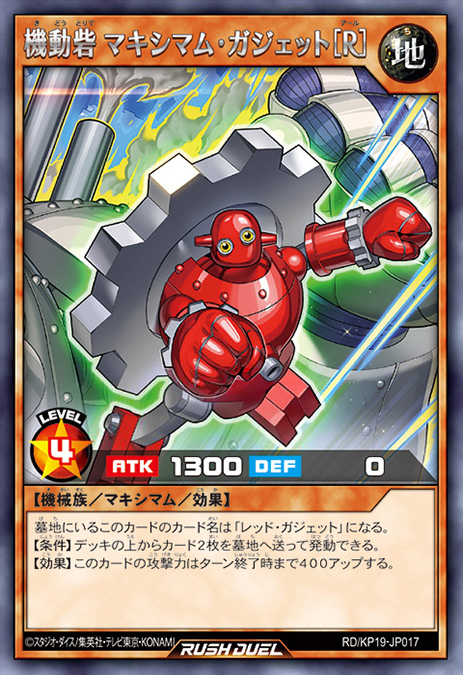 機動砦 マキシマム・ガジェット[R]
地
LEVEL
4
ATK 1300 DEF 0
【機械族／マキシマム／効果】
墓地にいるこのカードのカード名は「レッド・ガジェット」になる。
【条件】デッキの上からカード2枚を墓地へ送って発動できる。
【効果】このカードの攻撃力はターン終了時まで400アップする。
©スタジオ・ダイス/集英社・テレビ東京・KONAMI
RUSH DUEL
RD/KP19-JP017